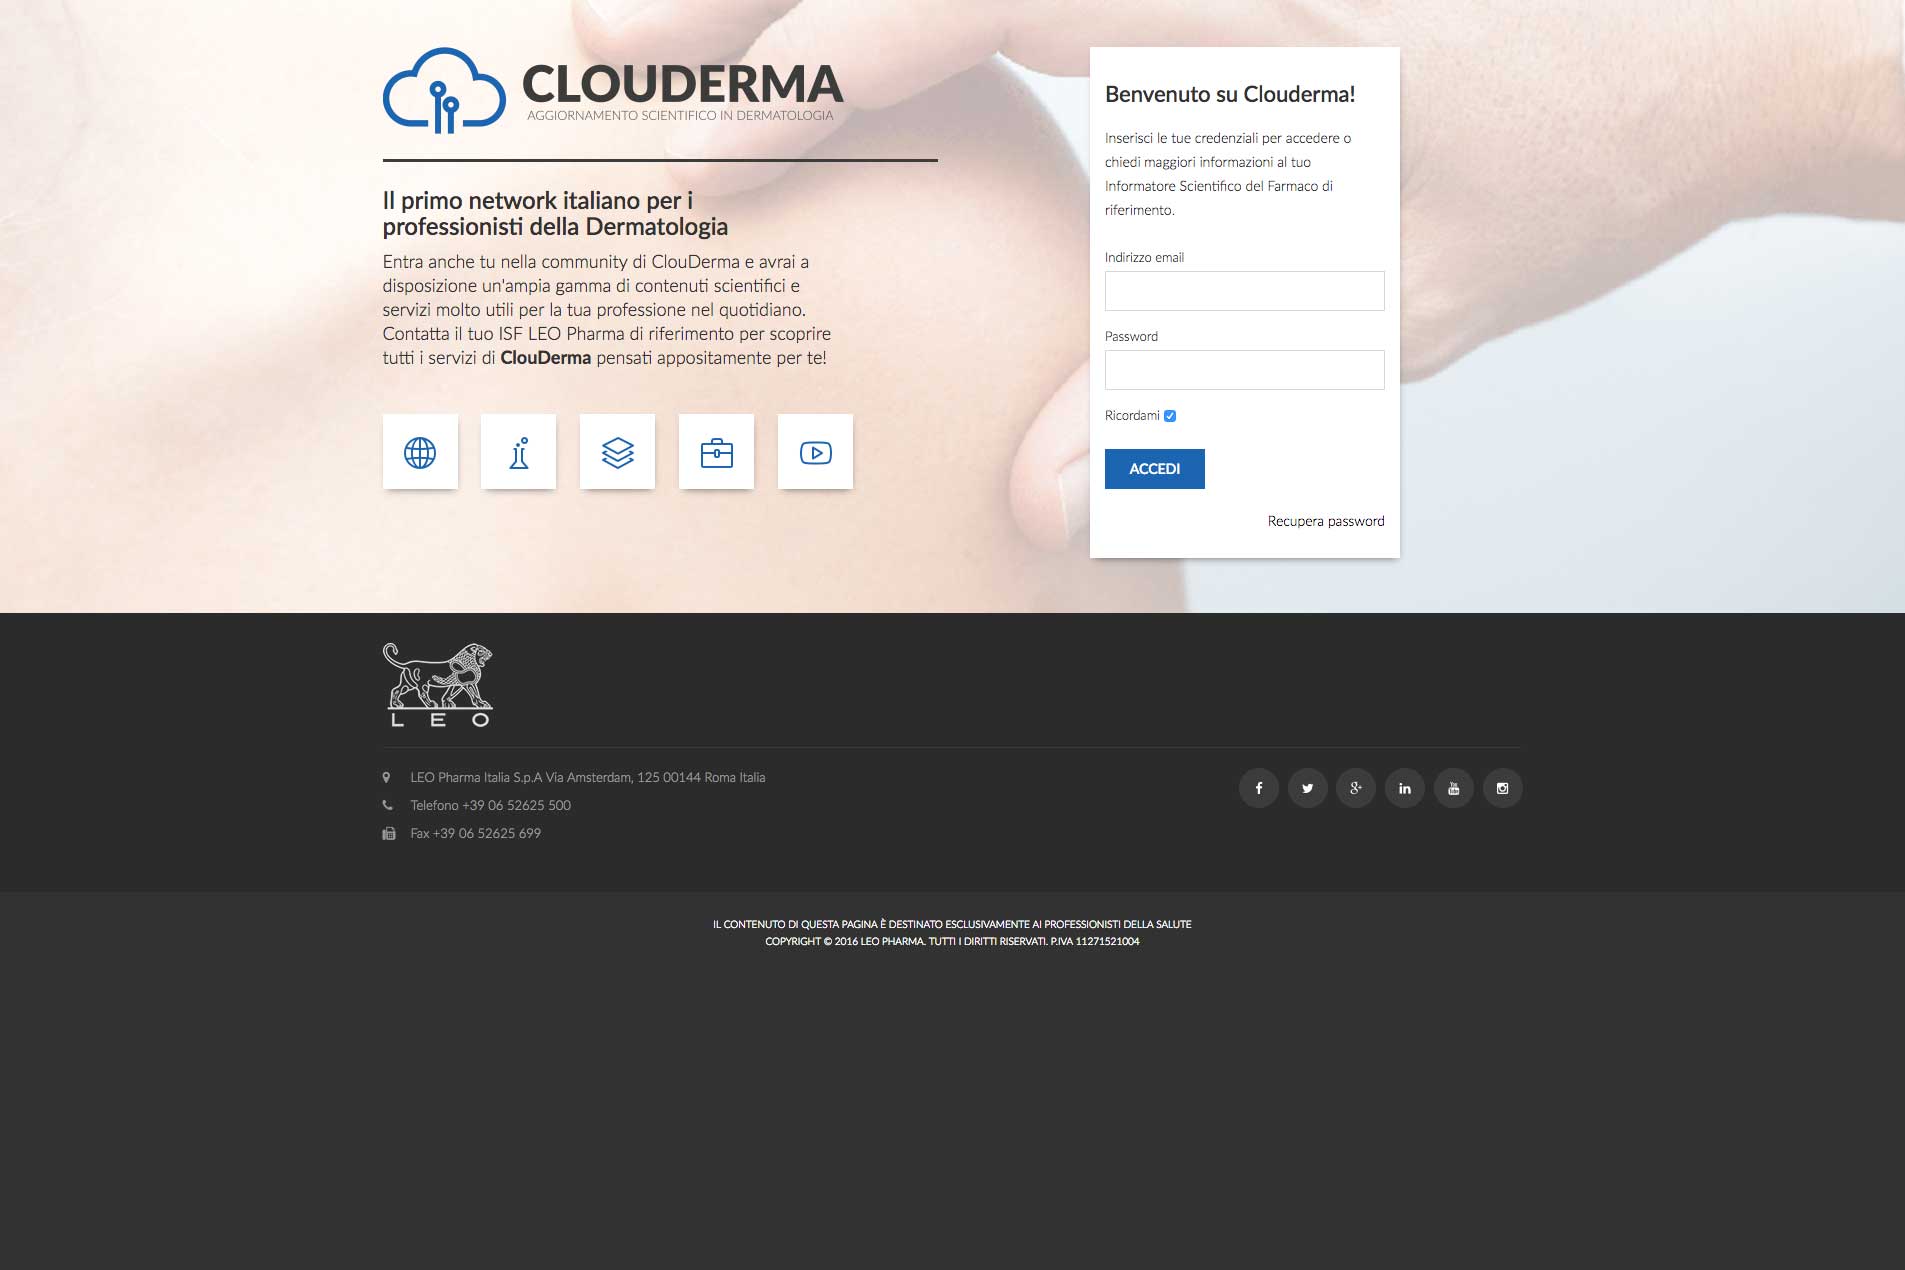 CLOUDERMA
AGGIORNAMENTO SCIENTIFICO IN DERMATOLOGIA
Il primo network italiano per i
professionisti della Dermatologia
Entra anche tu nella community di ClouDerma e avrai a
disposizione un'ampia gamma di contenuti scientifici e
servizi molto utili per la tua professione nel quotidiano.
Contatta il tuo ISF LEO Pharma di riferimento per scoprire
tutti i servizi di ClouDerma pensati appositamente per te!
Benvenuto su Clouderma!
Inserisci le tue credenziali per accedere o
chiedi maggiori informazioni al tuo
Informatore Scientifico del Farmaco di
riferimento.
Indirizzo email
Password
Ricordami
ACCEDI
Recupera password
LEO
LEO Pharma Italia S.p.A Via Amsterdam, 125 00144 Roma Italia
Telefono +39 06 52625 500
Fax +39 06 52625 699
IL CONTENUTO DI QUESTA PAGINA È DESTINATO ESCLUSIVAMENTE AI PROFESSIONISTI DELLA SALUTE
COPYRIGHT © 2016 LEO PHARMA. TUTTI I DIRITTI RISERVATI. P.IVA 11271521004